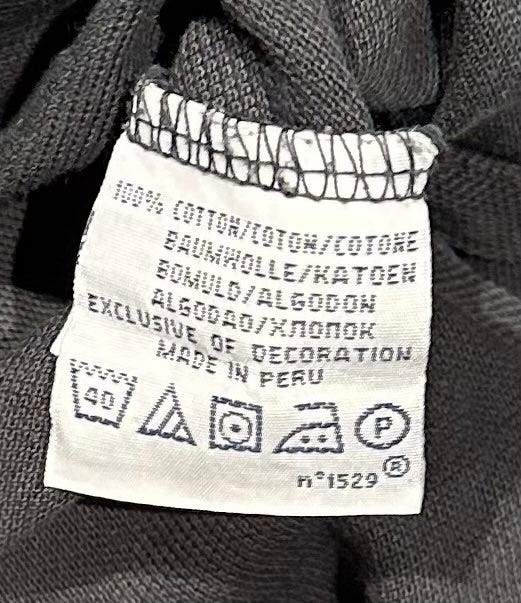 100% COTTON/COTON/COTONE
BAUMWOLLE/KATOEN
BOMULD/ALGODON
ALGODAO/ХЛОПОК
EXCLUSIVE OF DECORATION
MADE IN PERU
40 P
n°1529 ®